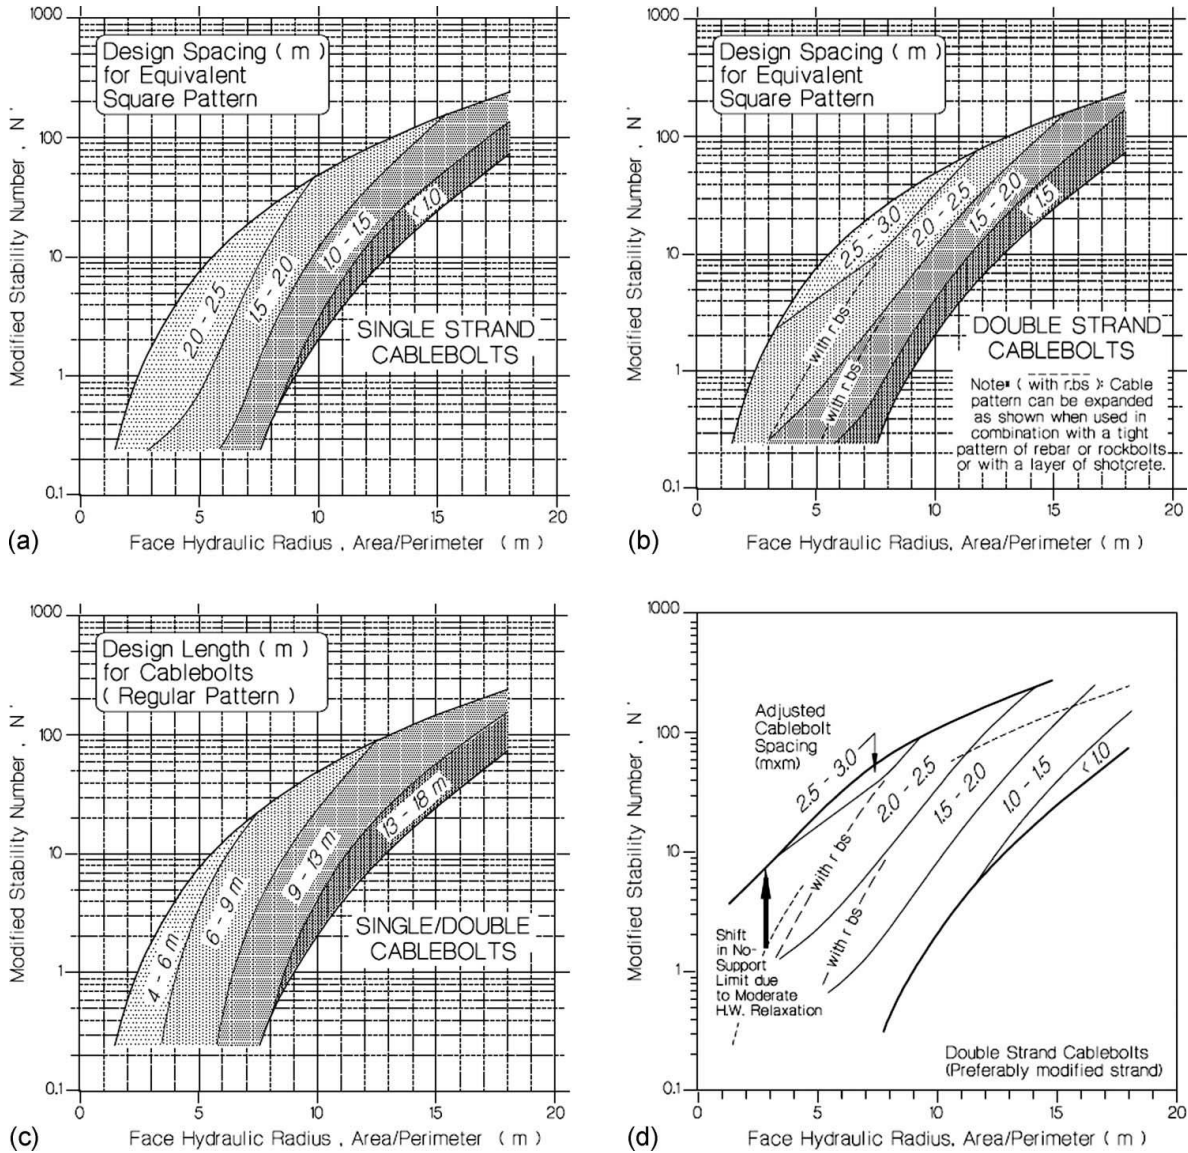 1000
100
10
1
0.1
Modified Stability Number , N'
Design Spacing ( m )
for Equivalent
Square Pattern
2.0 - 2.5
1.5 - 2.0
1.0 - 1.5
< 1.0
SINGLE STRAND
CABLEBOLTS
0 5 10 15 20
(a) Face Hydraulic Radius , Area/Perimeter ( m )
1000
100
10
1
0.1
Modified Stability Number , N'
Design Spacing ( m )
for Equivalent
Square Pattern
2.5 - 3.0
2.0 - 2.5
1.5 - 2.0
< 1.5
with r bs
with r bs
DOUBLE STRAND
CABLEBOLTS
Note* ( with r.bs ): Cable
pattern can be expanded
as shown when used in
combination with a tight
pattern of rebar or rockbolts
or with a layer of shotcrete.
0 5 10 15 20
(b) Face Hydraulic Radius, Area/Perimeter ( m )
1000
100
10
1
0.1
Modified Stability Number , N'
Design Length ( m )
for Cablebolts
( Regular Pattern )
4 - 6 m
6 - 9 m
9 - 13 m
13 - 18 m
SINGLE/DOUBLE
CABLEBOLTS
0 5 10 15 20
(c) Face Hydraulic Radius , Area/Perimeter ( m )
1000
100
10
1
0.1
Modified Stability Number , N'
Adjusted
Cablebolt
Spacing
(mxm)
2.5 - 3.0
2.0 - 2.5
1.5 - 2.0
1.0 - 1.5
< 1.0
with r bs
with r bs
Shift
in No-
Support
Limit due
to Moderate
H.W. Relaxation
Double Strand Cablebolts
(Preferably modified strand)
0 5 10 15 20
(d) Face Hydraulic Radius, Area/Perimeter ( m )